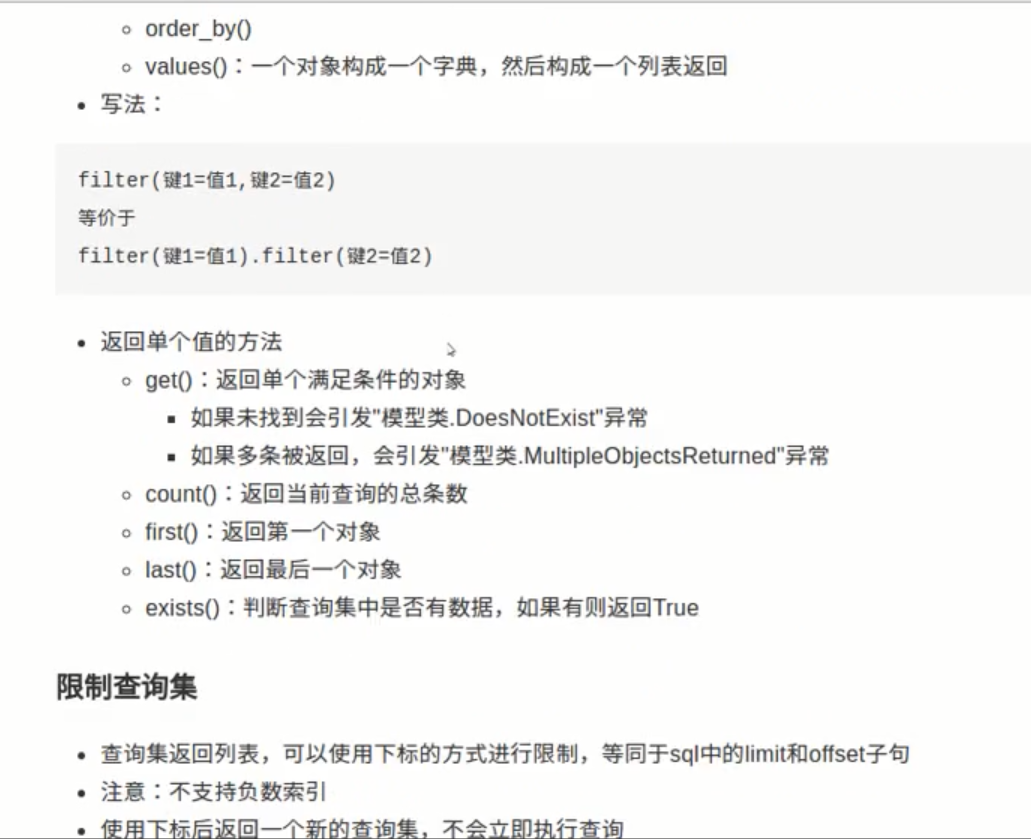 order_by()
values()：一个对象构成一个字典，然后构成一个列表返回
写法：
filter(键1=值1,键2=值2)
等价于
filter(键1=值1).filter(键2=值2)
返回单个值的方法
get()：返回单个满足条件的对象
如果未找到会引发"模型类.DoesNotExist"异常
如果多条被返回，会引发"模型类.MultipleObjectsReturned"异常
count()：返回当前查询的总条数
first()：返回第一个对象
last()：返回最后一个对象
exists()：判断查询集中是否有数据，如果有则返回True
限制查询集
查询集返回列表，可以使用下标的方式进行限制，等同于sql中的limit和offset子句
注意：不支持负数索引
使用下标后返回一个新的查询集，不会立即执行查询